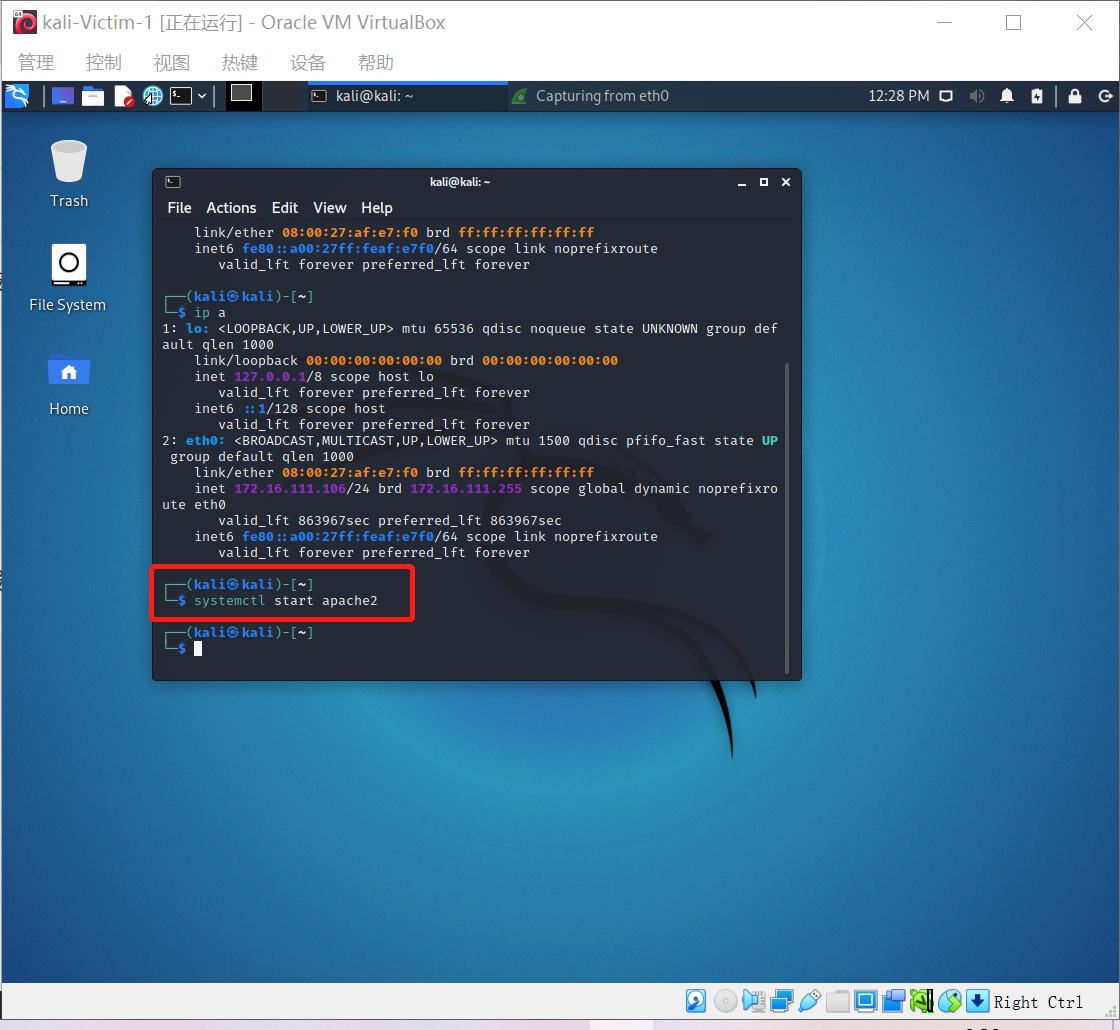 kali-Victim-1 [正在运行] - Oracle VM VirtualBox
管理 控制 视图 热键 设备 帮助
kali@kali: ~ Capturing from eth0 12:28 PM
Trash
File System
Home
kali@kali: ~
File Actions Edit View Help
link/ether 08:00:27:af:e7:f0 brd ff:ff:ff:ff:ff:ff
inet6 fe80::a00:27ff:feaf:e7f0/64 scope link noprefixroute
valid_lft forever preferred_lft forever
┌──(kali㉿kali)-[~]
└─$ ip a
1: lo: <LOOPBACK,UP,LOWER_UP> mtu 65536 qdisc noqueue state UNKNOWN group def
ault qlen 1000
link/loopback 00:00:00:00:00:00 brd 00:00:00:00:00:00
inet 127.0.0.1/8 scope host lo
valid_lft forever preferred_lft forever
inet6 ::1/128 scope host
valid_lft forever preferred_lft forever
2: eth0: <BROADCAST,MULTICAST,UP,LOWER_UP> mtu 1500 qdisc pfifo_fast state UP
group default qlen 1000
link/ether 08:00:27:af:e7:f0 brd ff:ff:ff:ff:ff:ff
inet 172.16.111.106/24 brd 172.16.111.255 scope global dynamic noprefixro
ute eth0
valid_lft 863967sec preferred_lft 863967sec
inet6 fe80::a00:27ff:feaf:e7f0/64 scope link noprefixroute
valid_lft forever preferred_lft forever
┌──(kali㉿kali)-[~]
└─$ systemctl start apache2
┌──(kali㉿kali)-[~]
└─$
Right Ctrl